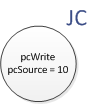 JC
pcWrite
pcSource = 10